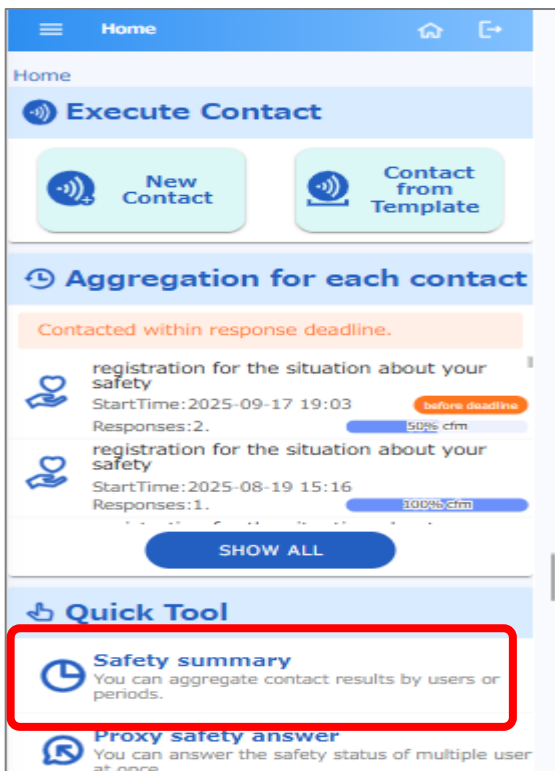 Home
Home
Execute Contact
New
Contact
Contact
from
Template
Aggregation for each contact
Contacted within response deadline.
registration for the situation about your
safety
StartTime:2025-09-17 19:03
before deadline
Responses:2.
50% cfm
registration for the situation about your
safety
StartTime:2025-08-19 15:16
Responses:1.
100% cfm
SHOW ALL
Quick Tool
Safety summary
You can aggregate contact results by users or
periods.
Proxy safety answer
You can answer the safety status of multiple user
at once